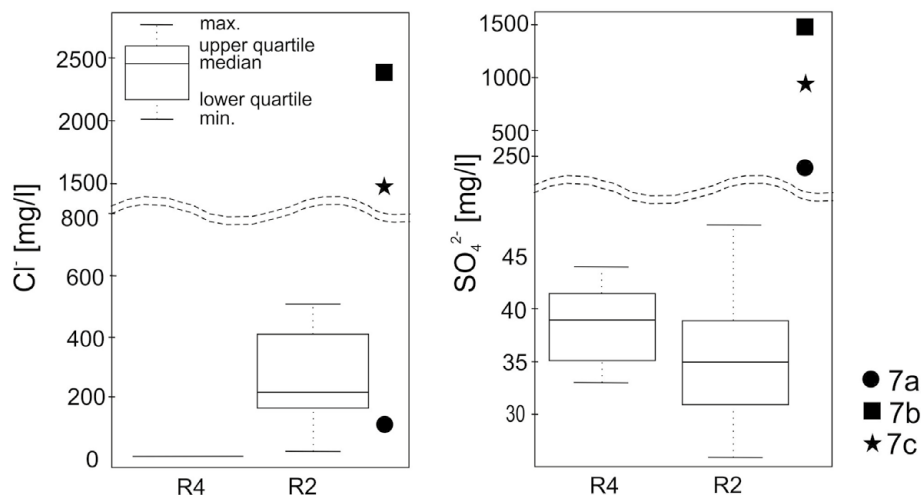 max.
upper quartile
median
lower quartile
min.
Cl⁻ [mg/l]
2500
2000
1500
800
600
400
200
0
R4 R2
SO₄²⁻ [mg/l]
1500
1000
500
250
45
40
35
30
R4 R2
7a
7b
7c